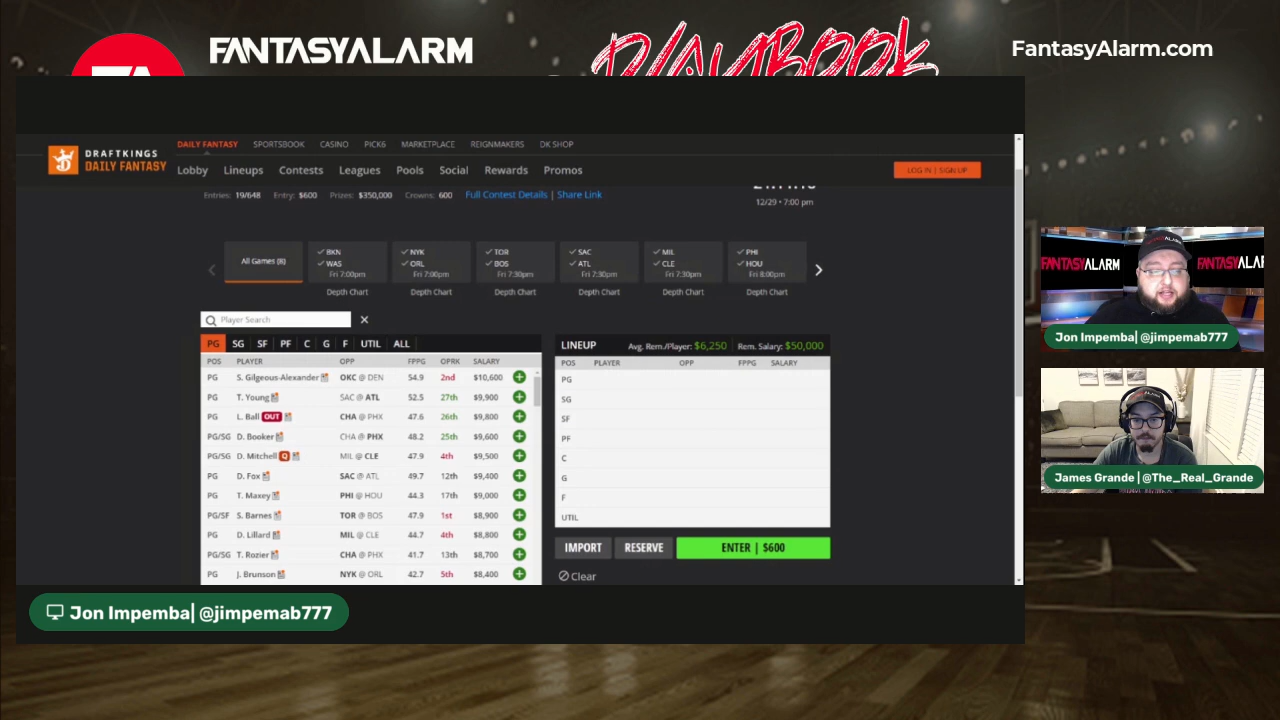 FANTASYALARM
PLAYBOOK
FantasyAlarm.com
DRAFTKINGS
DAILY FANTASY
DAILY FANTASY SPORTSBOOK CASINO PICK6 MARKETPLACE REIGNMAKERS DK SHOP
Lobby Lineups Contests Leagues Pools Social Rewards Promos
LOG IN | SIGN UP
Entries: 19/648 Entry: $600 Prizes: $350,000 Crowns: 600 Full Contest Details | Share Link
12/29 • 7:00 pm
All Games (8)
BKN WAS Fri 7:00pm Depth Chart
NYK ORL Fri 7:00pm Depth Chart
TOR BOS Fri 7:30pm Depth Chart
SAC ATL Fri 7:30pm Depth Chart
MIL CLE Fri 7:30pm Depth Chart
PHI HOU Fri 8:00pm Depth Chart
Player Search
PG SG SF PF C G F UTIL ALL
POS PLAYER OPP FPPG OPRK SALARY
PG S. Gilgeous-Alexander OKC @ DEN 54.9 2nd $10,600
PG T. Young SAC @ ATL 52.5 27th $9,900
PG L. Ball OUT CHA @ PHX 47.6 26th $9,800
PG/SG D. Booker CHA @ PHX 48.2 25th $9,600
PG/SG D. Mitchell Q MIL @ CLE 47.9 4th $9,500
PG D. Fox SAC @ ATL 49.7 12th $9,400
PG T. Maxey PHI @ HOU 44.3 17th $9,000
PG/SF S. Barnes TOR @ BOS 47.9 1st $8,900
PG D. Lillard MIL @ CLE 44.7 4th $8,800
PG/SG T. Rozier CHA @ PHX 41.7 13th $8,700
PG J. Brunson NYK @ ORL 42.7 5th $8,400
LINEUP Avg. Rem./Player: $6,250 Rem. Salary: $50,000
POS PLAYER OPP FPPG SALARY
PG
SG
SF
PF
C
G
F
UTIL
IMPORT RESERVE ENTER | $600
Clear
FANTASYALARM
Jon Impemba| @jimpemab777
James Grande| @The_Real_Grande
Jon Impemba| @jimpemab777